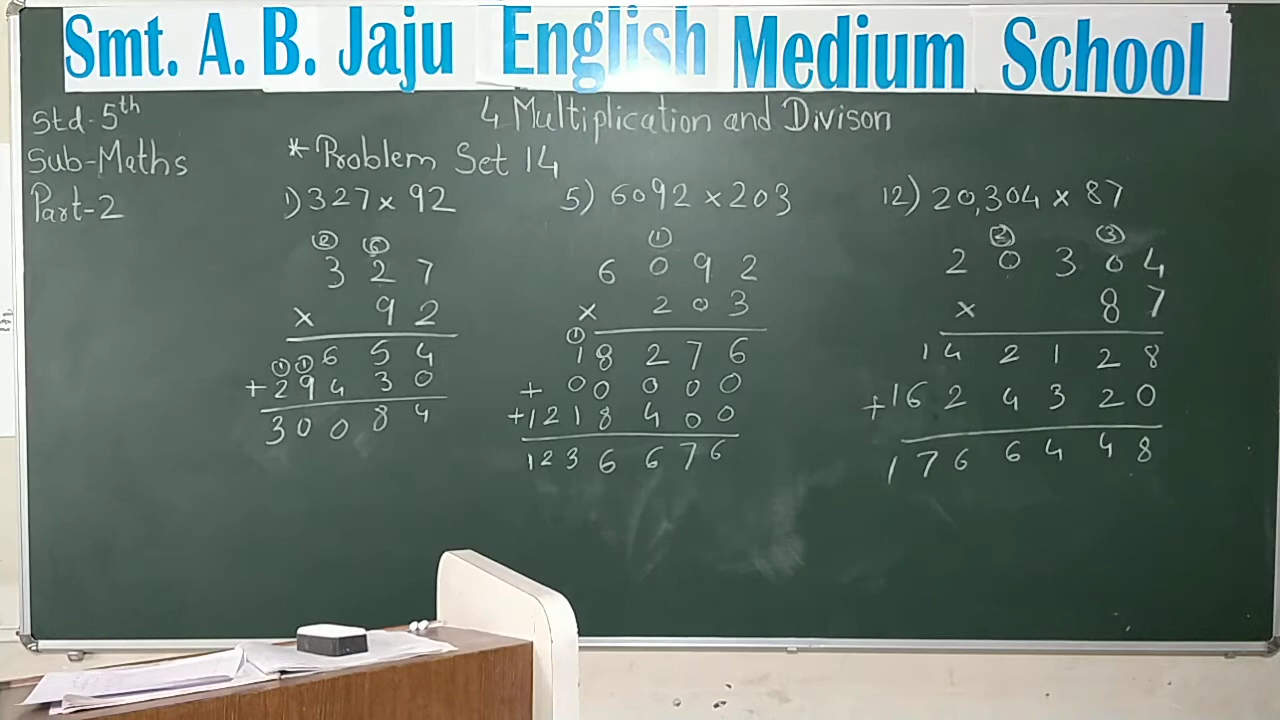 Smt. A. B. Jaju English Medium School
Std. 5th
4 Multiplication and Divison
Sub-Maths
* Problem Set 14
Part-2
1) 327 × 92
② ⑥
3 2 7
× 9 2
6 5 4
① ①
+ 2 9 4 3 0
3 0 0 8 4
5) 6092 × 203
①
6 0 9 2
× 2 0 3
①
1 8 2 7 6
+ 0 0 0 0 0
+ 1 2 1 8 4 0 0
1 2 3 6 6 7 6
12) 20,304 × 87
② ③
2 0 3 0 4
× 8 7
1 4 2 1 2 8
+ 1 6 2 4 3 2 0
1 7 6 6 4 4 8